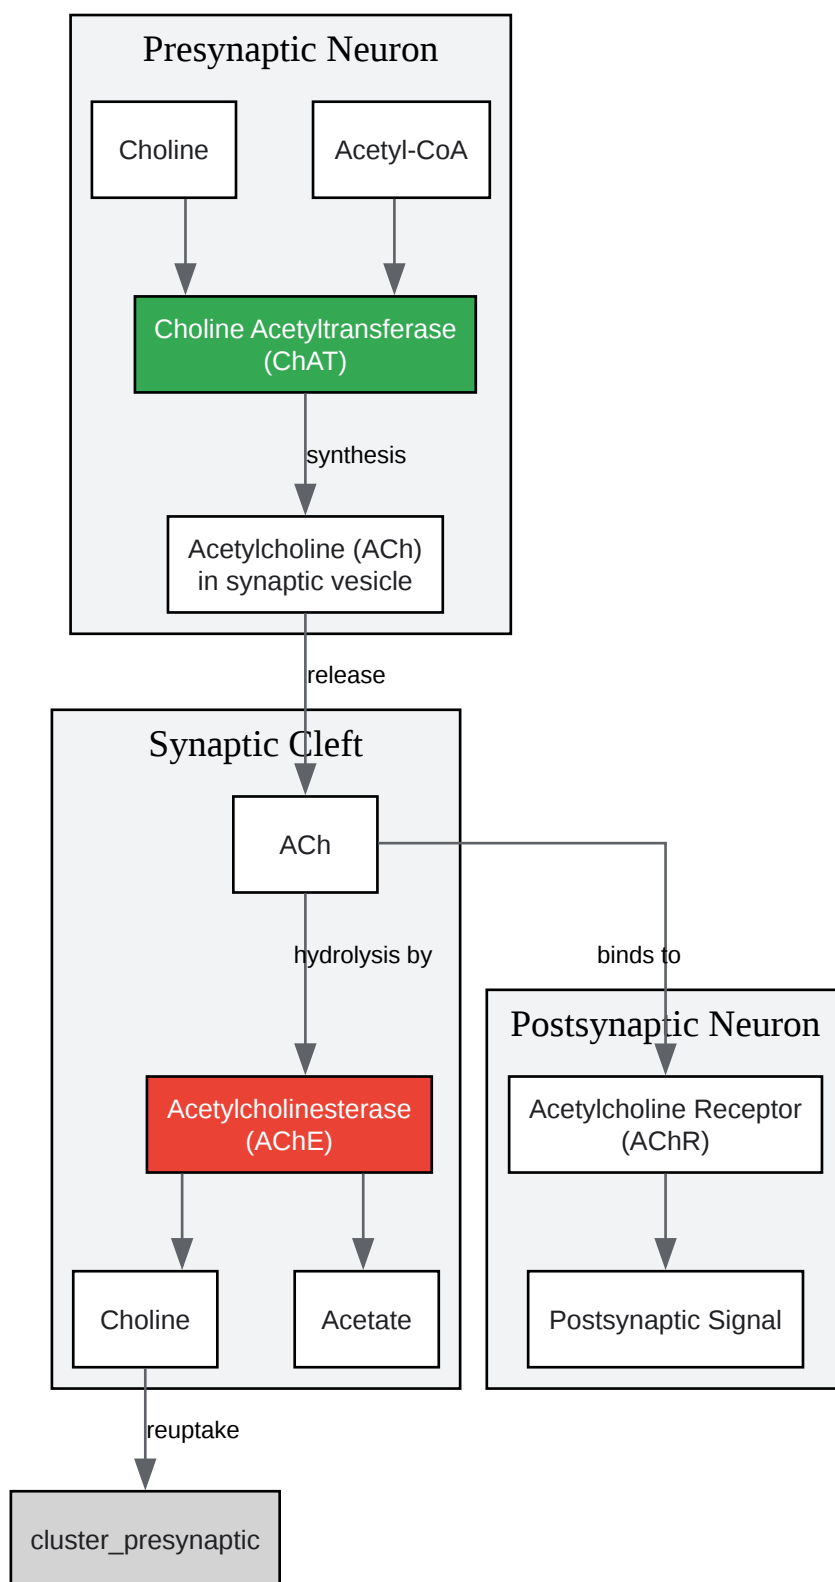 Presynaptic Neuron
Choline
Acetyl-CoA
Choline Acetyltransferase
(ChAT)
synthesis
Acetylcholine (ACh)
in synaptic vesicle
release
Synaptic Cleft
ACh
hydrolysis by
binds to
Postsynaptic Neuron
Acetylcholinesterase
(AChE)
Acetylcholine Receptor
(AChR)
Choline
Acetate
Postsynaptic Signal
reuptake
cluster_presynaptic